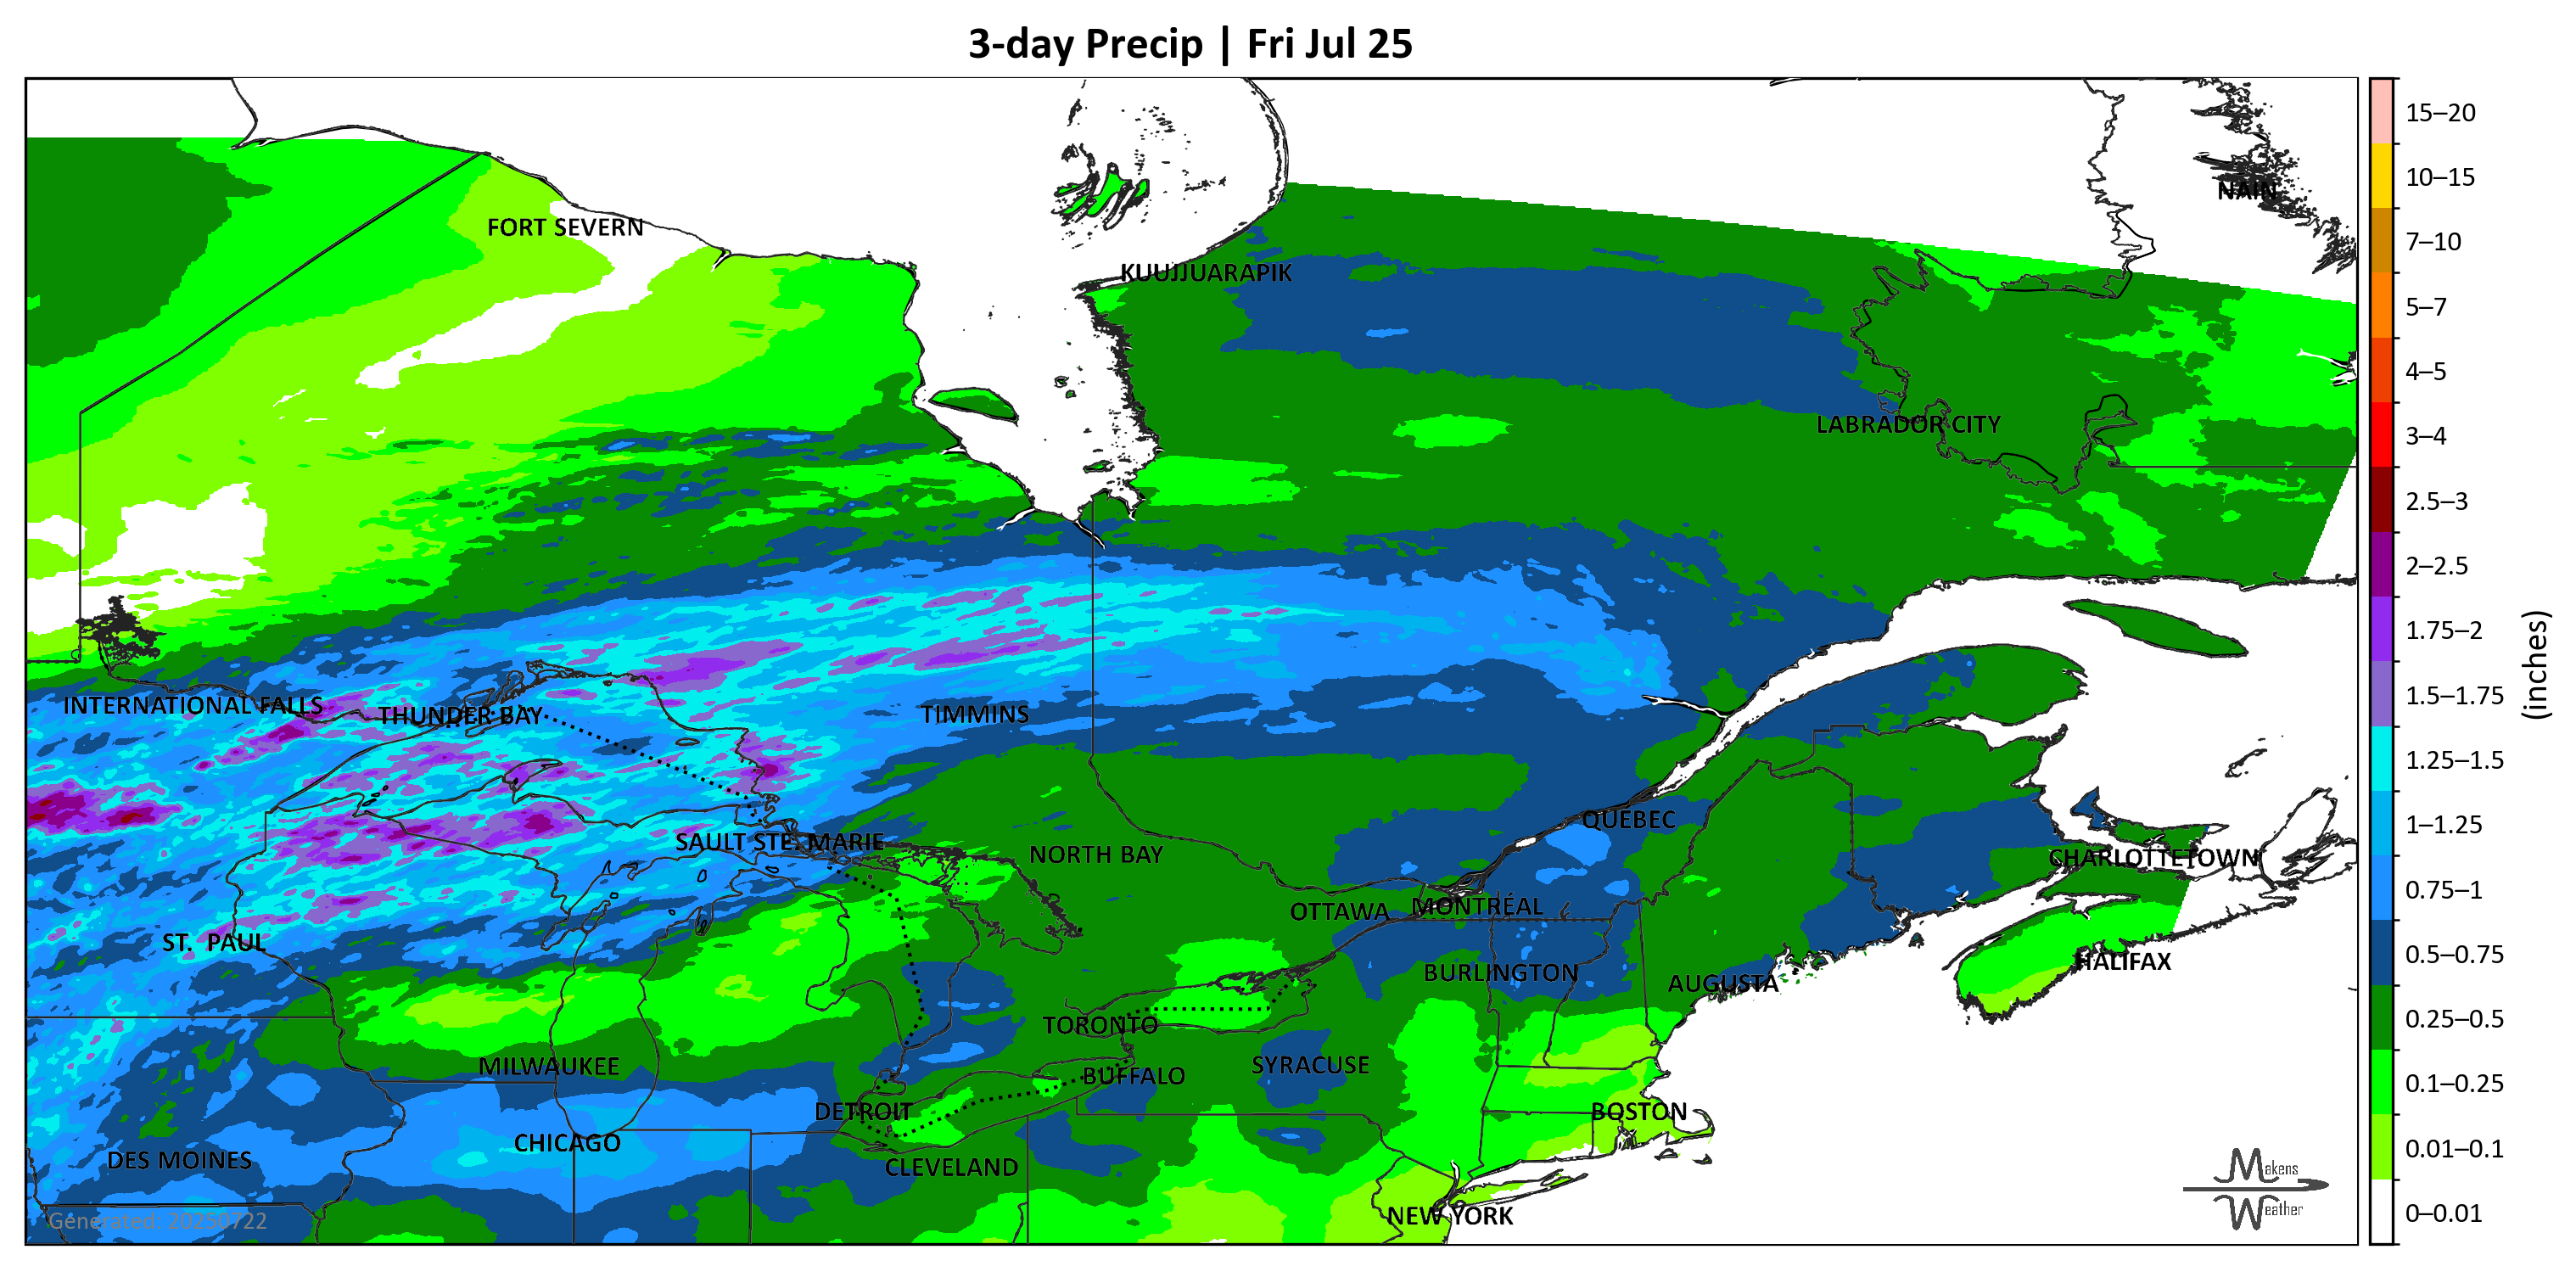 3-day Precip | Fri Jul 25
NAIN
FORT SEVERN
KUUJJUARAPIK
LABRADOR CITY
INTERNATIONAL FALLS
THUNDER BAY
TIMMINS
QUEBEC
SAULT STE. MARIE
NORTH BAY
CHARLOTTETOWN
OTTAWA
MONTRÉAL
ST. PAUL
HALIFAX
BURLINGTON
AUGUSTA
TORONTO
MILWAUKEE
SYRACUSE
BUFFALO
DETROIT
BOSTON
CHICAGO
DES MOINES
CLEVELAND
NEW YORK
Generated: 20250722
Makens
Weather
15–20
10–15
7–10
5–7
4–5
3–4
2.5–3
2–2.5
1.75–2
1.5–1.75
1.25–1.5
1–1.25
0.75–1
0.5–0.75
0.25–0.5
0.1–0.25
0.01–0.1
0–0.01
(inches)